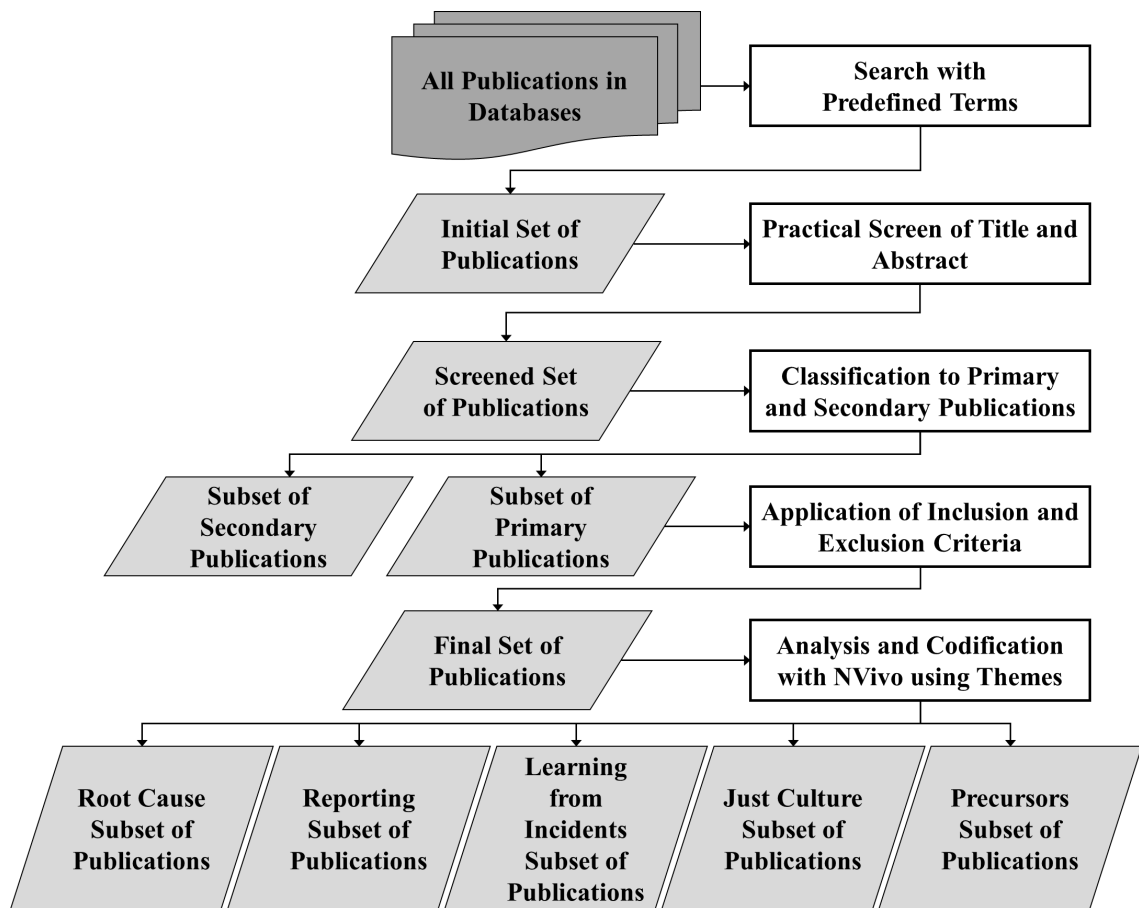 All Publications in
Databases
Search with
Predefined Terms
Initial Set of
Publications
Practical Screen of Title and
Abstract
Screened Set
of Publications
Classification to Primary
and Secondary Publications
Subset of
Secondary
Publications
Subset of
Primary
Publications
Application of Inclusion and
Exclusion Criteria
Final Set of
Publications
Analysis and Codification
with NVivo using Themes
Root Cause
Subset of
Publications
Reporting
Subset of
Publications
Learning
from
Incidents
Subset of
Publications
Just Culture
Subset of
Publications
Precursors
Subset of
Publications